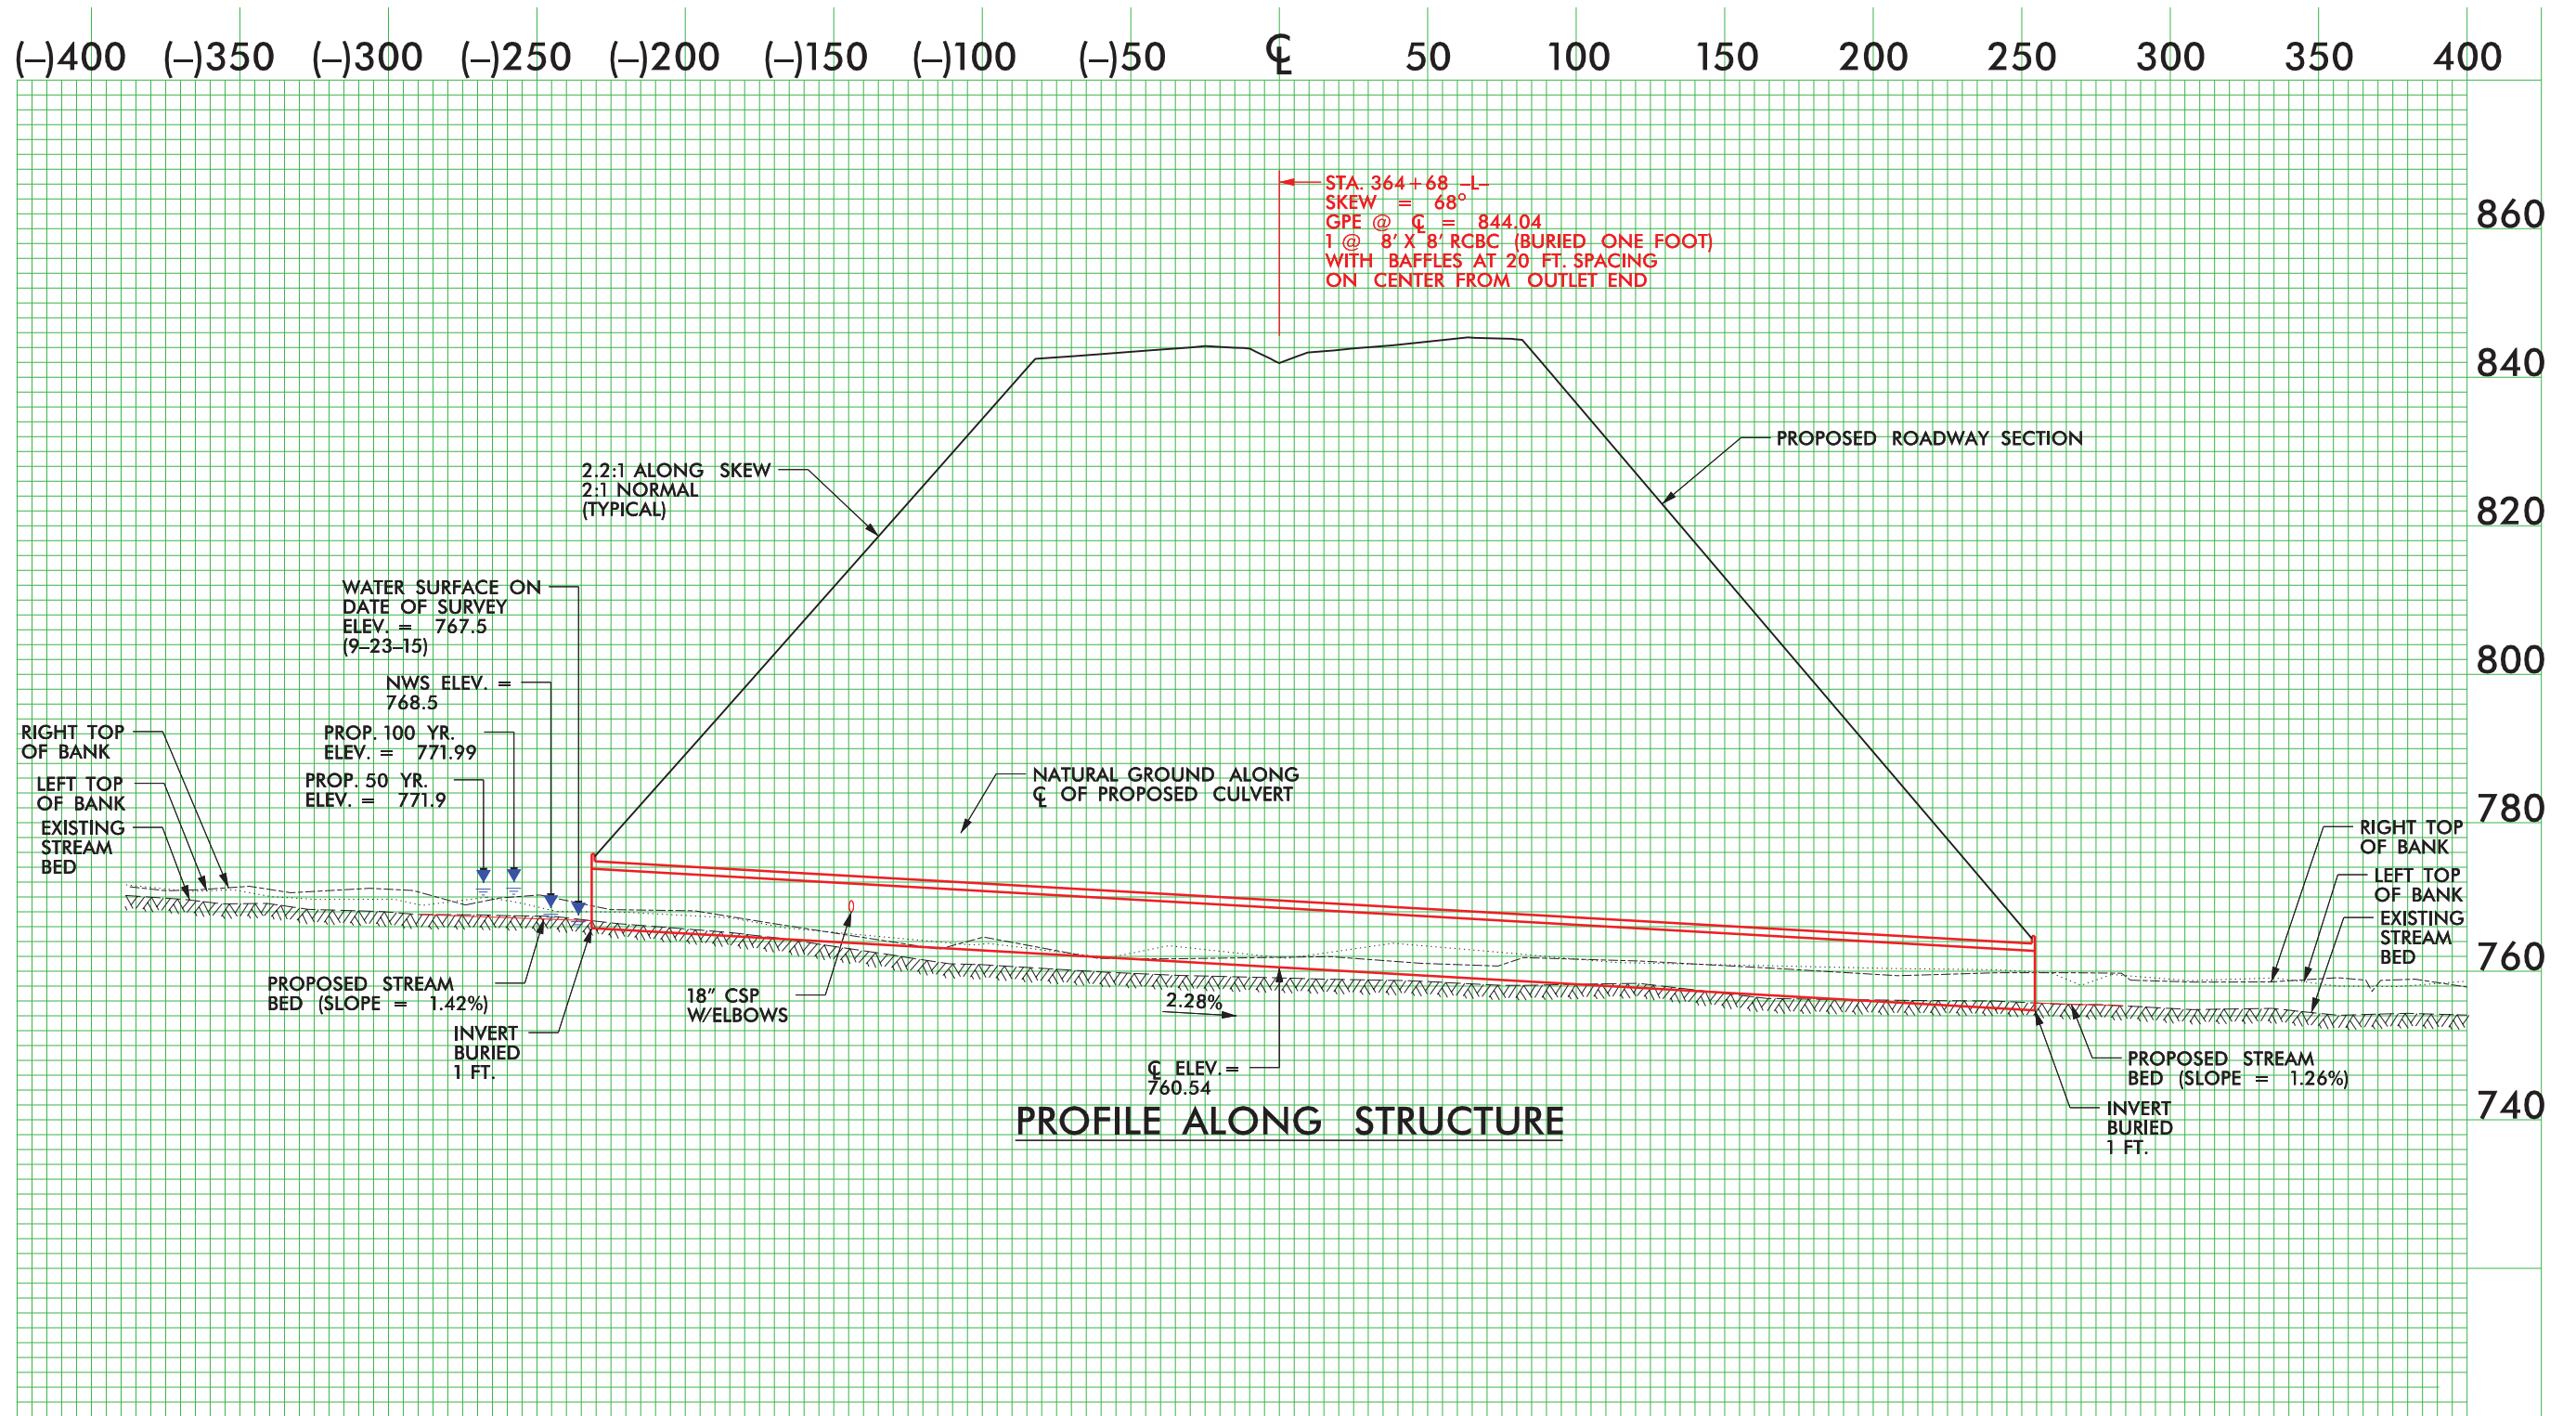 (–)400 (–)350 (–)300 (–)250 (–)200 (–)150 (–)100 (–)50 ℄ 50 100 150 200 250 300 350 400
STA. 364+68 –L–
SKEW = 68°
GPE @ ℄ = 844.04
1 @ 8' X 8' RCBC (BURIED ONE FOOT)
WITH BAFFLES AT 20 FT. SPACING
ON CENTER FROM OUTLET END
860
840
820
800
780
760
740
PROPOSED ROADWAY SECTION
2.2:1 ALONG SKEW
2:1 NORMAL
(TYPICAL)
WATER SURFACE ON
DATE OF SURVEY
ELEV. = 767.5
(9–23–15)
NWS ELEV. =
768.5
PROP. 100 YR.
ELEV. = 771.99
PROP. 50 YR.
ELEV. = 771.9
RIGHT TOP
OF BANK
LEFT TOP
OF BANK
EXISTING
STREAM
BED
NATURAL GROUND ALONG
℄ OF PROPOSED CULVERT
RIGHT TOP
OF BANK
LEFT TOP
OF BANK
EXISTING
STREAM
BED
PROPOSED STREAM
BED (SLOPE = 1.42%)
INVERT
BURIED
1 FT.
18" CSP
W/ELBOWS
2.28%
℄ ELEV. =
760.54
PROPOSED STREAM
BED (SLOPE = 1.26%)
INVERT
BURIED
1 FT.
PROFILE ALONG STRUCTURE